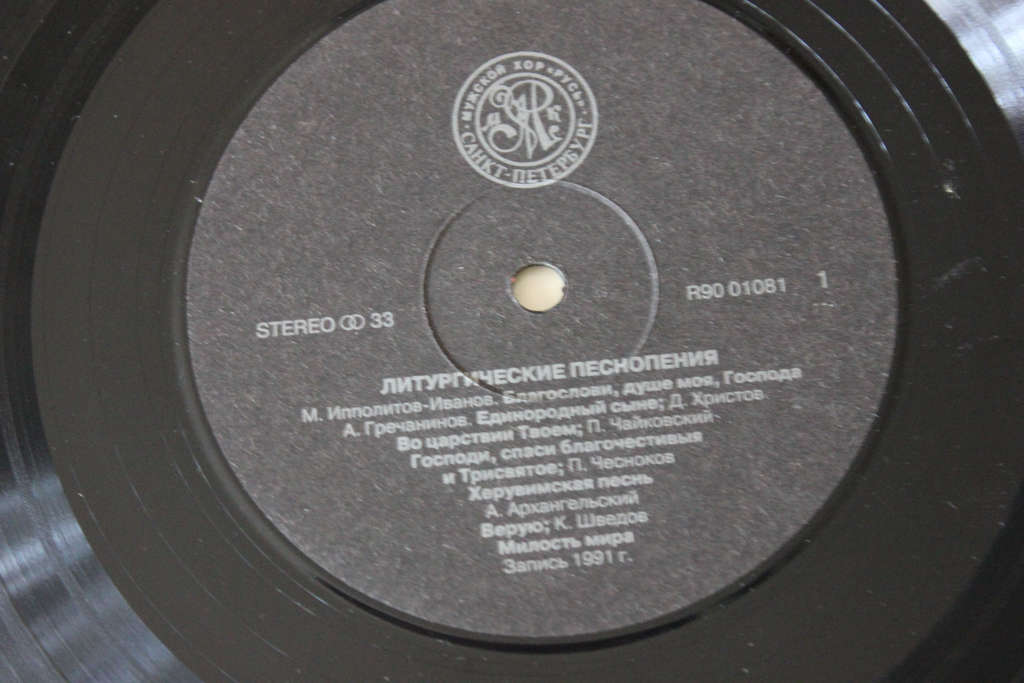 МУЖСКОЙ ХОР «РУСЬ»
САНКТ-ПЕТЕРБУРГ
STEREO 33
R90 01081 1
ЛИТУРГИЧЕСКИЕ ПЕСНОПЕНИЯ
М. Ипполитов-Иванов. Благослови, душе моя, Господа
А. Гречанинов. Единородный сыне; Д. Христов.
Во царствии Твоем; П. Чайковский.
Господи, спаси благочестивыя
и Трисвятое; П. Чесноков
Херувимская песнь
А. Архангельский
Верую; К. Шведов
Милость мира
Запись 1991 г.